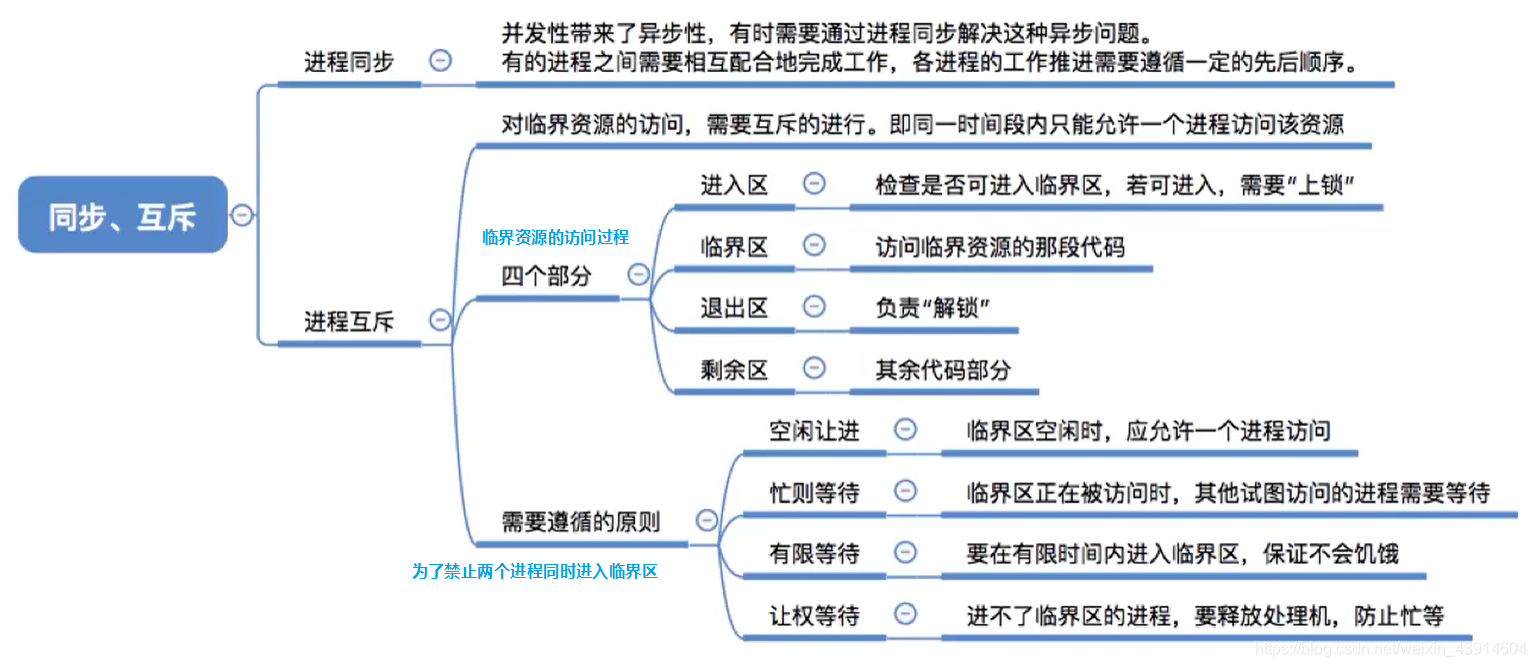 同步、互斥
进程同步
并发性带来了异步性，有时需要通过进程同步解决这种异步问题。
有的进程之间需要相互配合地完成工作，各进程的工作推进需要遵循一定的先后顺序。
进程互斥
对临界资源的访问，需要互斥的进行。即同一时间段内只能允许一个进程访问该资源
临界资源的访问过程
四个部分
进入区
检查是否可进入临界区，若可进入，需要“上锁”
临界区
访问临界资源的那段代码
退出区
负责“解锁”
剩余区
其余代码部分
需要遵循的原则
为了禁止两个进程同时进入临界区
空闲让进
临界区空闲时，应允许一个进程访问
忙则等待
临界区正在被访问时，其他试图访问的进程需要等待
有限等待
要在有限时间内进入临界区，保证不会饥饿
让权等待
进不了临界区的进程，要释放处理机，防止忙等
https://blog.csdn.net/weixin_43914604